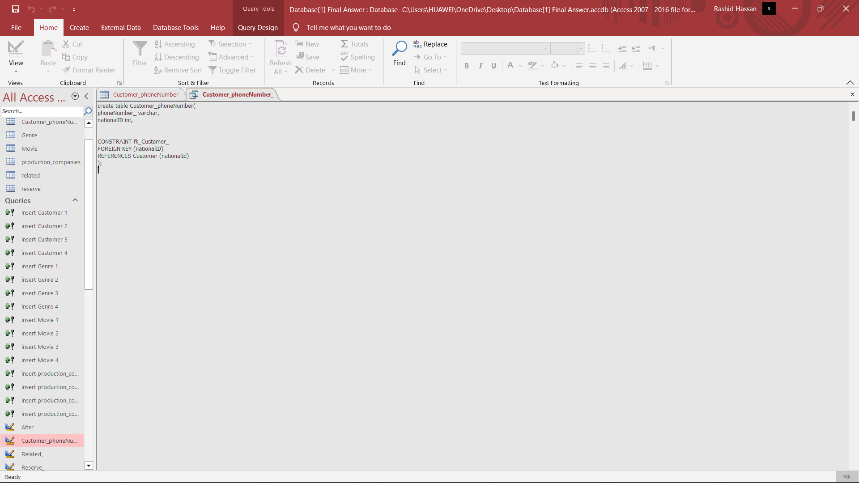 Query Tools
Database[1] Final Answer : Database C:\Users\HUAWEI\OneDrive\Desktop\Database[1] Final Answer.accdb (Access 2007 - 2016 file for...
Rashid Hassan
File Home Create External Data Database Tools Help Query Design Tell me what you want to do
View
Views
Paste
Cut
Copy
Format Painter
Clipboard
Filter
Ascending
Descending
Remove Sort
Selection
Advanced
Toggle Filter
Sort & Filter
Refresh
All
New
Save
Delete
Totals
Spelling
More
Records
Find
Replace
Go To
Select
Find
B I U A
Text Formatting
All Access ...
Search...
Customer_phoneNu...
Genre
Movie
production_companies
related
reserve
Queries
insert Customer 1
insert Customer 2
insert Customer 3
insert Customer 4
insert Genre 1
insert Genre 2
insert Genre 3
insert Genre 4
insert Movie 1
insert Movie 2
insert Movie 3
insert Movie 4
insert production_co...
insert production_co...
insert production_co...
insert production_co...
Alter
Customer_phoneNu...
Related_
Reserve_
Customer_phoneNumber
Customer_phoneNumber_
create table Customer_phoneNumber(
phoneNumber_ varchar,
nationalID int,
CONSTRAINT fk_Customer_
FOREIGN KEY (nationalID)
REFERENCES Customer (nationalId)
);
Ready
SQL